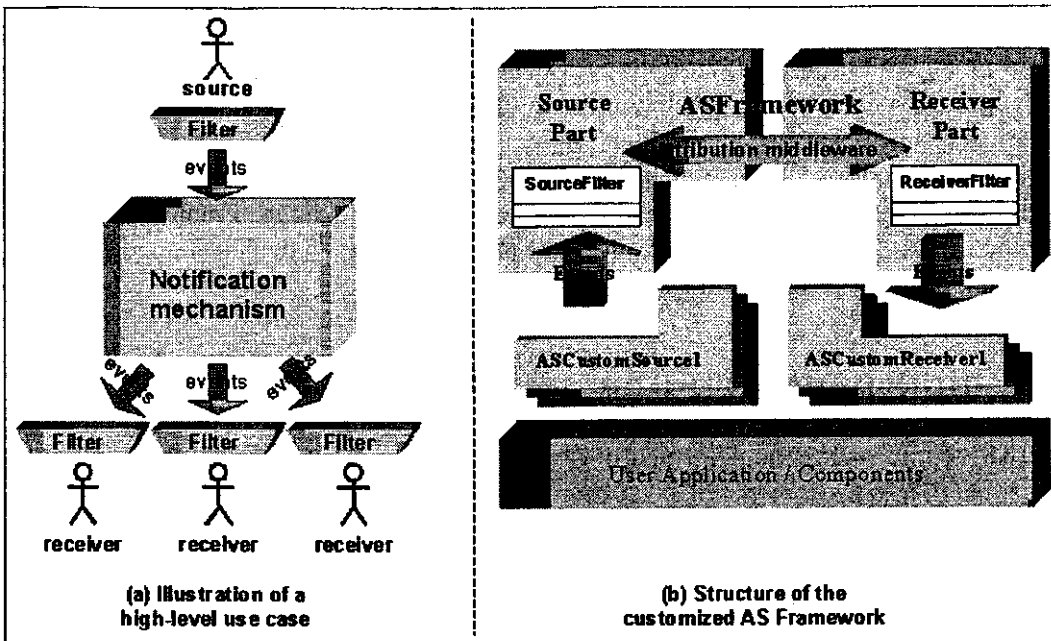 source
Filter
events
Notification
mechanism
events
events
events
Filter
Filter
Filter
receiver
receiver
receiver
(a) Illustration of a
high-level use case
Source
Part
ASFramework
Receiver
Part
tribution middleware
SourceFilter
ReceiverFilter
Events
Events
ASCustomSource1
ASCustomReceiver1
User Application / Components
(b) Structure of the
customized AS Framework